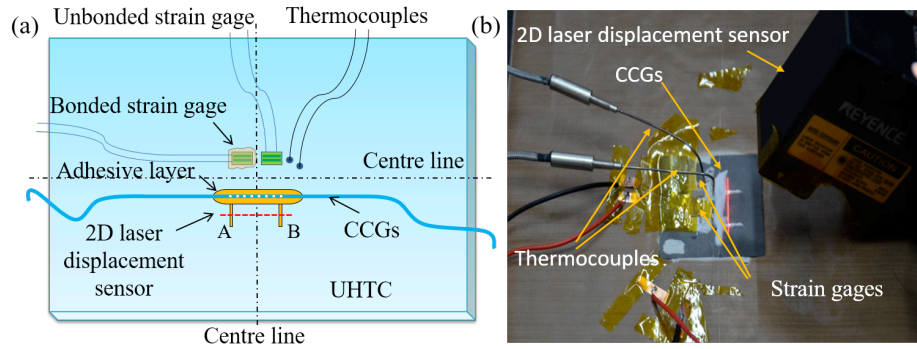 (a)
Unbonded strain gage
Thermocouples
Bonded strain gage
Adhesive layer
Centre line
A
B
2D laser
displacement
sensor
CCGs
UHTC
Centre line
(b)
2D laser displacement sensor
CCGs
KEYENCE
CAUTION
Thermocouples
Strain gages